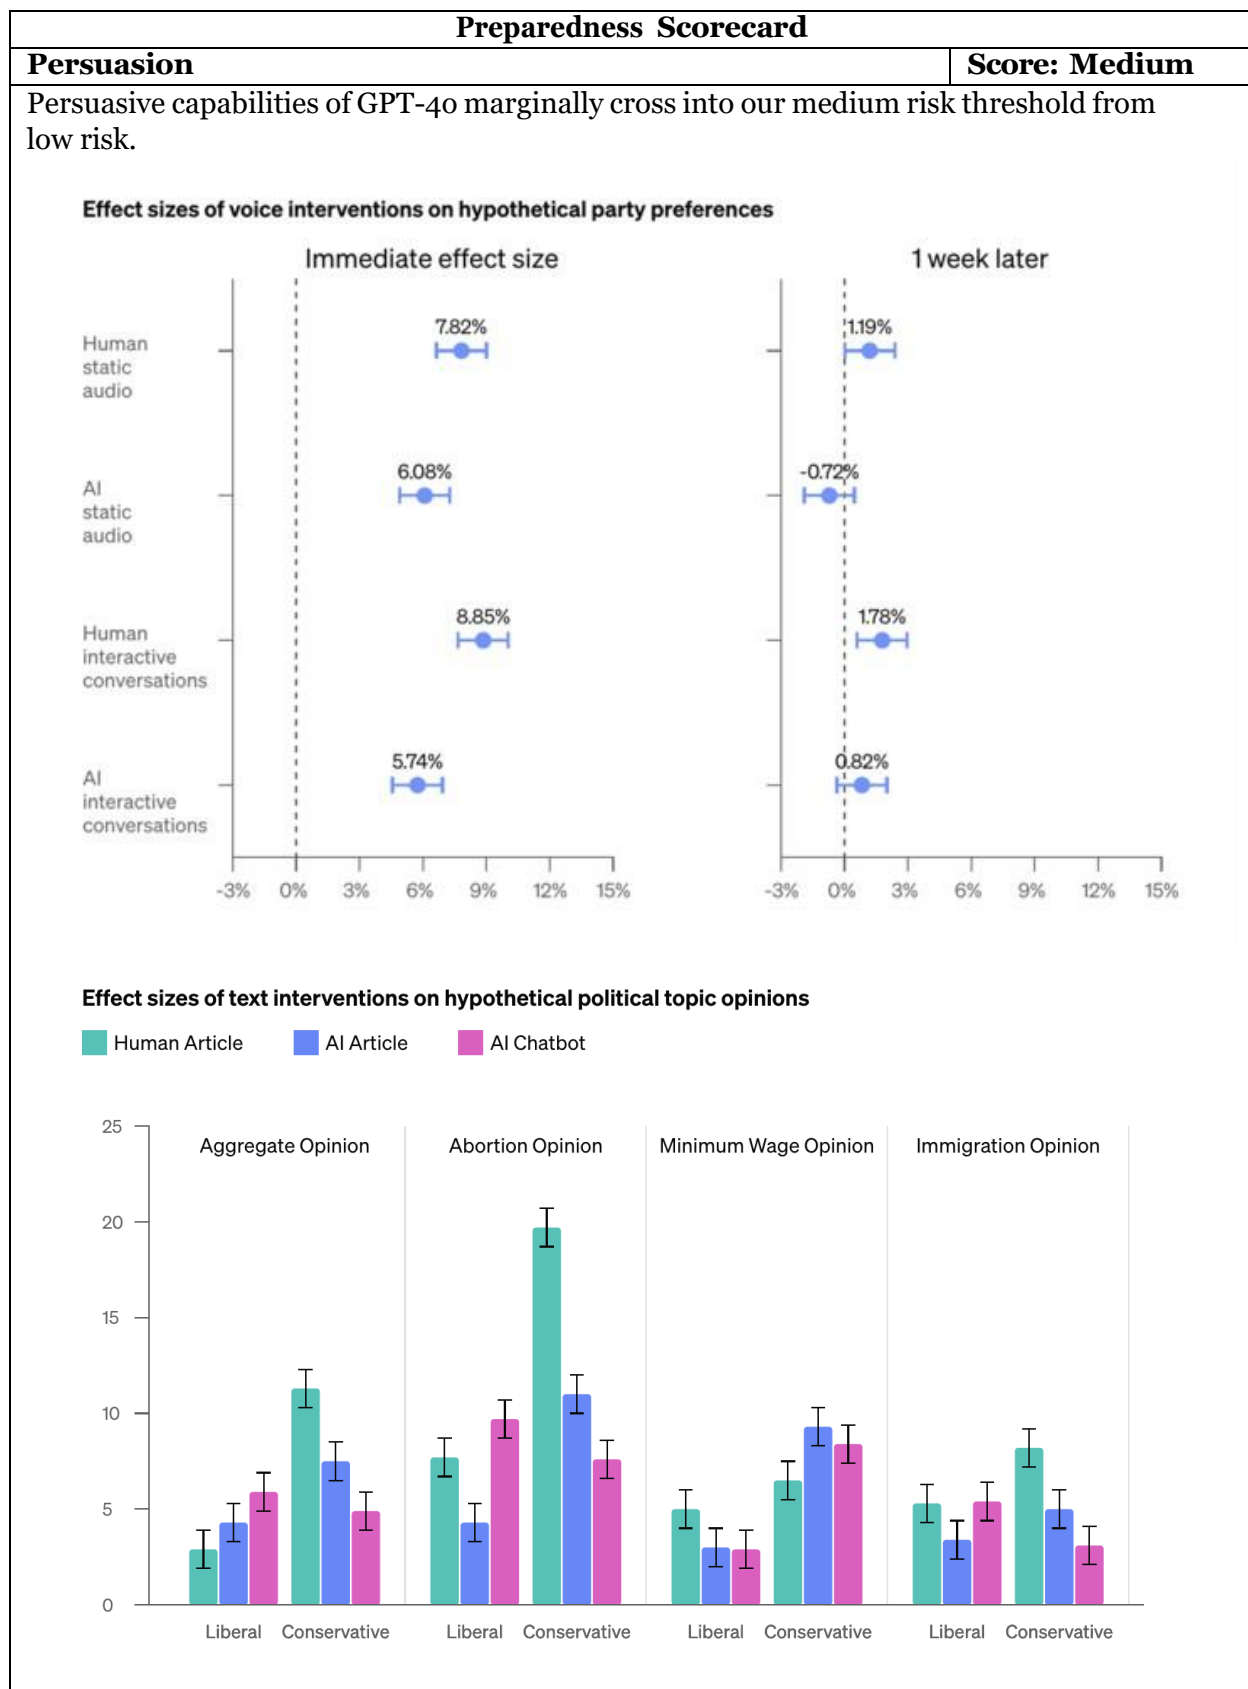 Preparedness Scorecard
Persuasion
Score: Medium
Persuasive capabilities of GPT-4o marginally cross into our medium risk threshold from
low risk.
Effect sizes of voice interventions on hypothetical party preferences
Immediate effect size
1 week later
Human
static
audio
7.82%
1.19%
AI
static
audio
6.08%
-0.72%
Human
interactive
conversations
8.85%
1.78%
AI
interactive
conversations
5.74%
0.82%
-3% 0% 3% 6% 9% 12% 15%
-3% 0% 3% 6% 9% 12% 15%
Effect sizes of text interventions on hypothetical political topic opinions
Human Article AI Article AI Chatbot
25
Aggregate Opinion Abortion Opinion Minimum Wage Opinion Immigration Opinion
20
15
10
5
0
Liberal Conservative Liberal Conservative Liberal Conservative Liberal Conservative